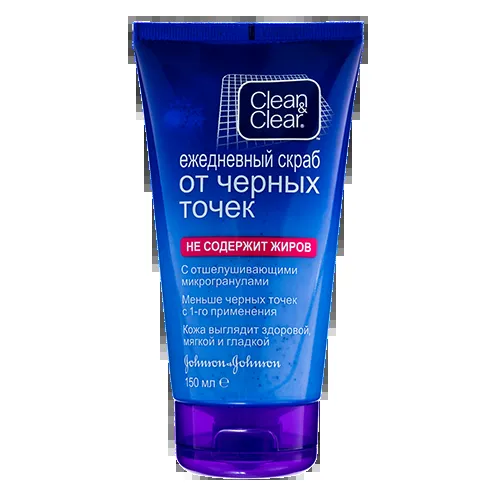 Clean &
Clear®
ежедневный скраб
от черных
точек
НЕ СОДЕРЖИТ ЖИРОВ
С отшелушивающими
микрогранулами
Меньше черных точек
с 1-го применения
Кожа выглядит здоровой,
мягкой и гладкой
Johnson & Johnson
150 мл ℮